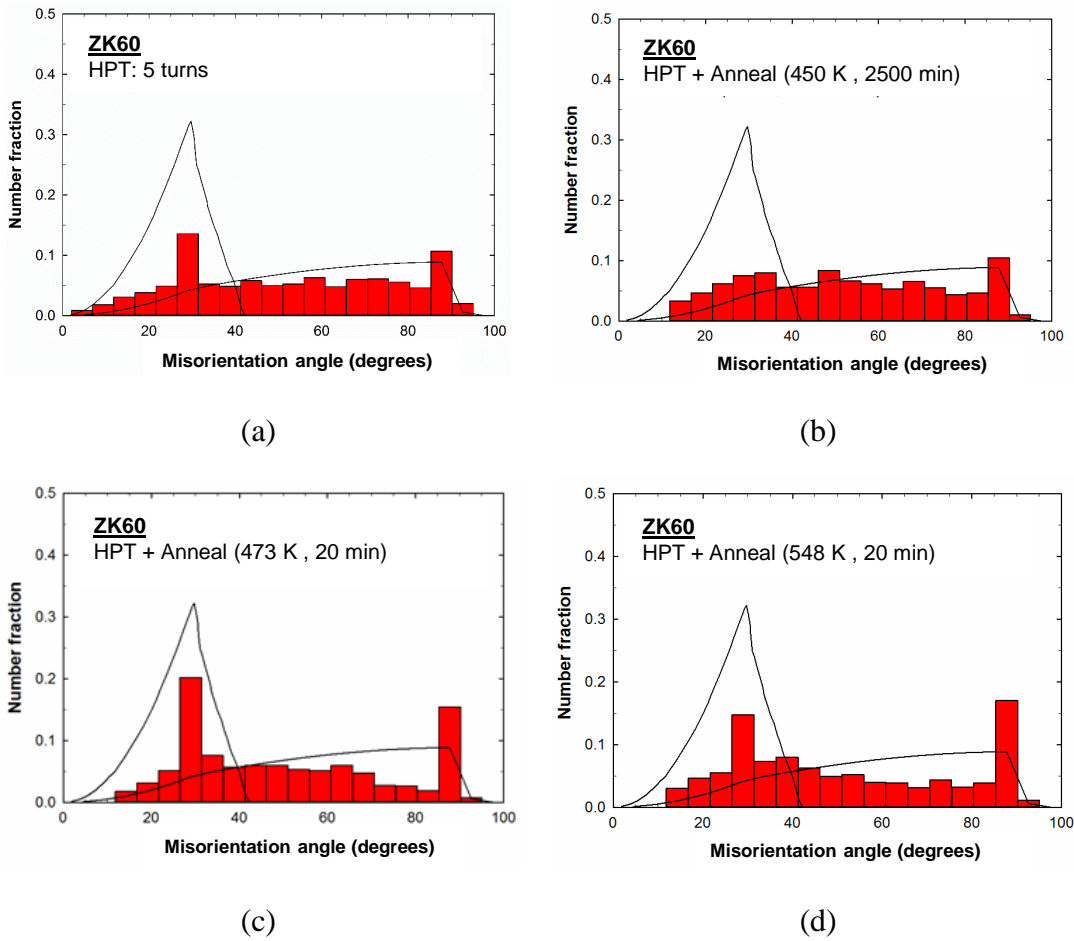 0.5
0.4
0.3
0.2
0.1
0.0
Number fraction
ZK60
HPT: 5 turns
0 20 40 60 80 100
Misorientation angle (degrees)
(a)
0.5
0.4
0.3
0.2
0.1
0.0
Number fraction
ZK60
HPT + Anneal (450 K , 2500 min)
0 20 40 60 80 100
Misorientation angle (degrees)
(b)
0.5
0.4
0.3
0.2
0.1
0.0
Number fraction
ZK60
HPT + Anneal (473 K , 20 min)
0 20 40 60 80 100
Misorientation angle (degrees)
(c)
0.5
0.4
0.3
0.2
0.1
0.0
Number fraction
ZK60
HPT + Anneal (548 K , 20 min)
0 20 40 60 80 100
Misorientation angle (degrees)
(d)